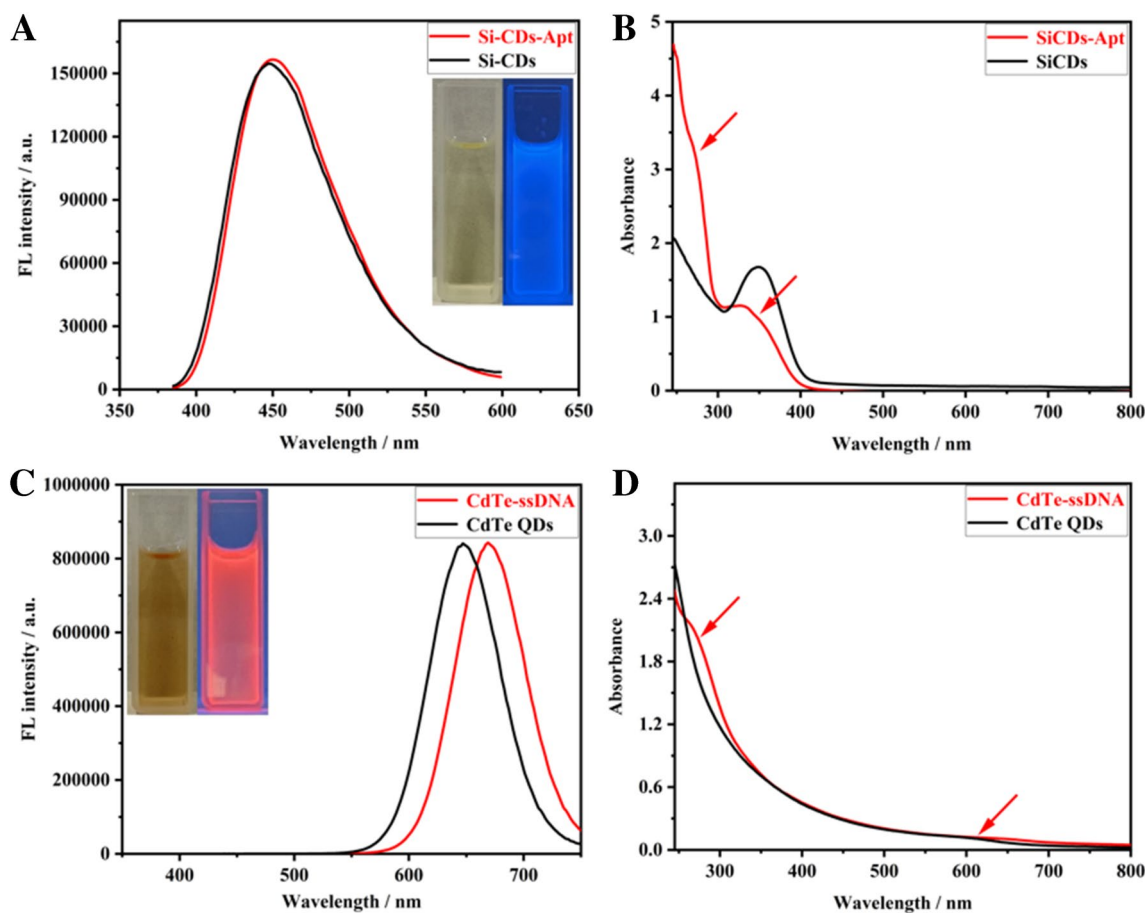 A
Si-CDs-Apt
Si-CDs
FL intensity / a.u.
150000
120000
90000
60000
30000
0
350 400 450 500 550 600 650
Wavelength / nm
B
SiCDs-Apt
SiCDs
Absorbance
5
4
3
2
1
0
300 400 500 600 700 800
Wavelength / nm
C
CdTe-ssDNA
CdTe QDs
FL intensity / a.u.
1000000
800000
600000
400000
200000
0
400 500 600 700
Wavelength / nm
D
CdTe-ssDNA
CdTe QDs
Absorbance
3.0
2.4
1.8
1.2
0.6
0.0
300 400 500 600 700 800
Wavelength / nm